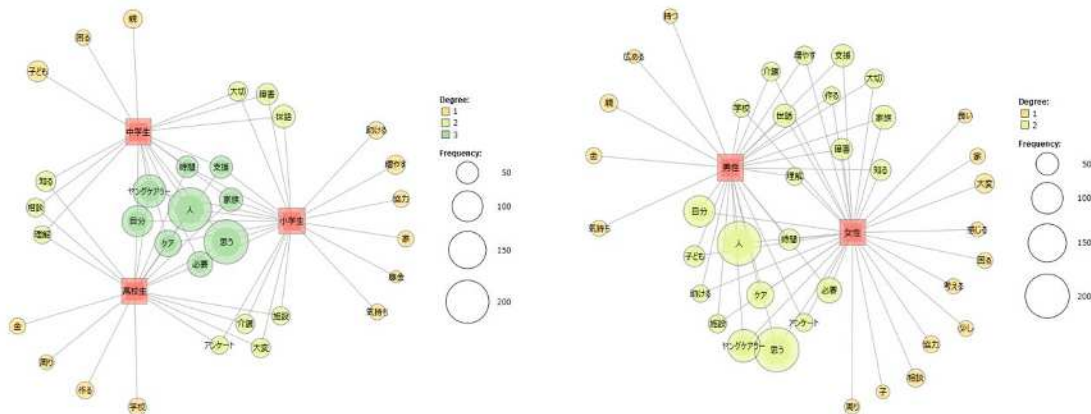 親
困る
子ども
大切
障害
世話
中学生
助ける
時間
支援
増やす
知る
ヤングケアラー
家族
協力
相談
人
自分
小学生
理解
ケア
思う
家
必要
募金
高校生
気持ち
施設
介護
金
アンケート
大変
周り
作る
学校
Degree:
1
2
3
Frequency:
50
100
150
200
持つ
広める
増やす
支援
介護
大切
親
学校
作る
世話
家族
良い
障害
金
男性
家
理解
知る
大変
自分
気持ち
女性
感じる
人
時間
子ども
困る
助ける
ケア
必要
考える
施設
アンケート
少し
ヤングケアラー
思う
協力
相談
子
周り
Degree:
1
2
Frequency:
50
100
150
200